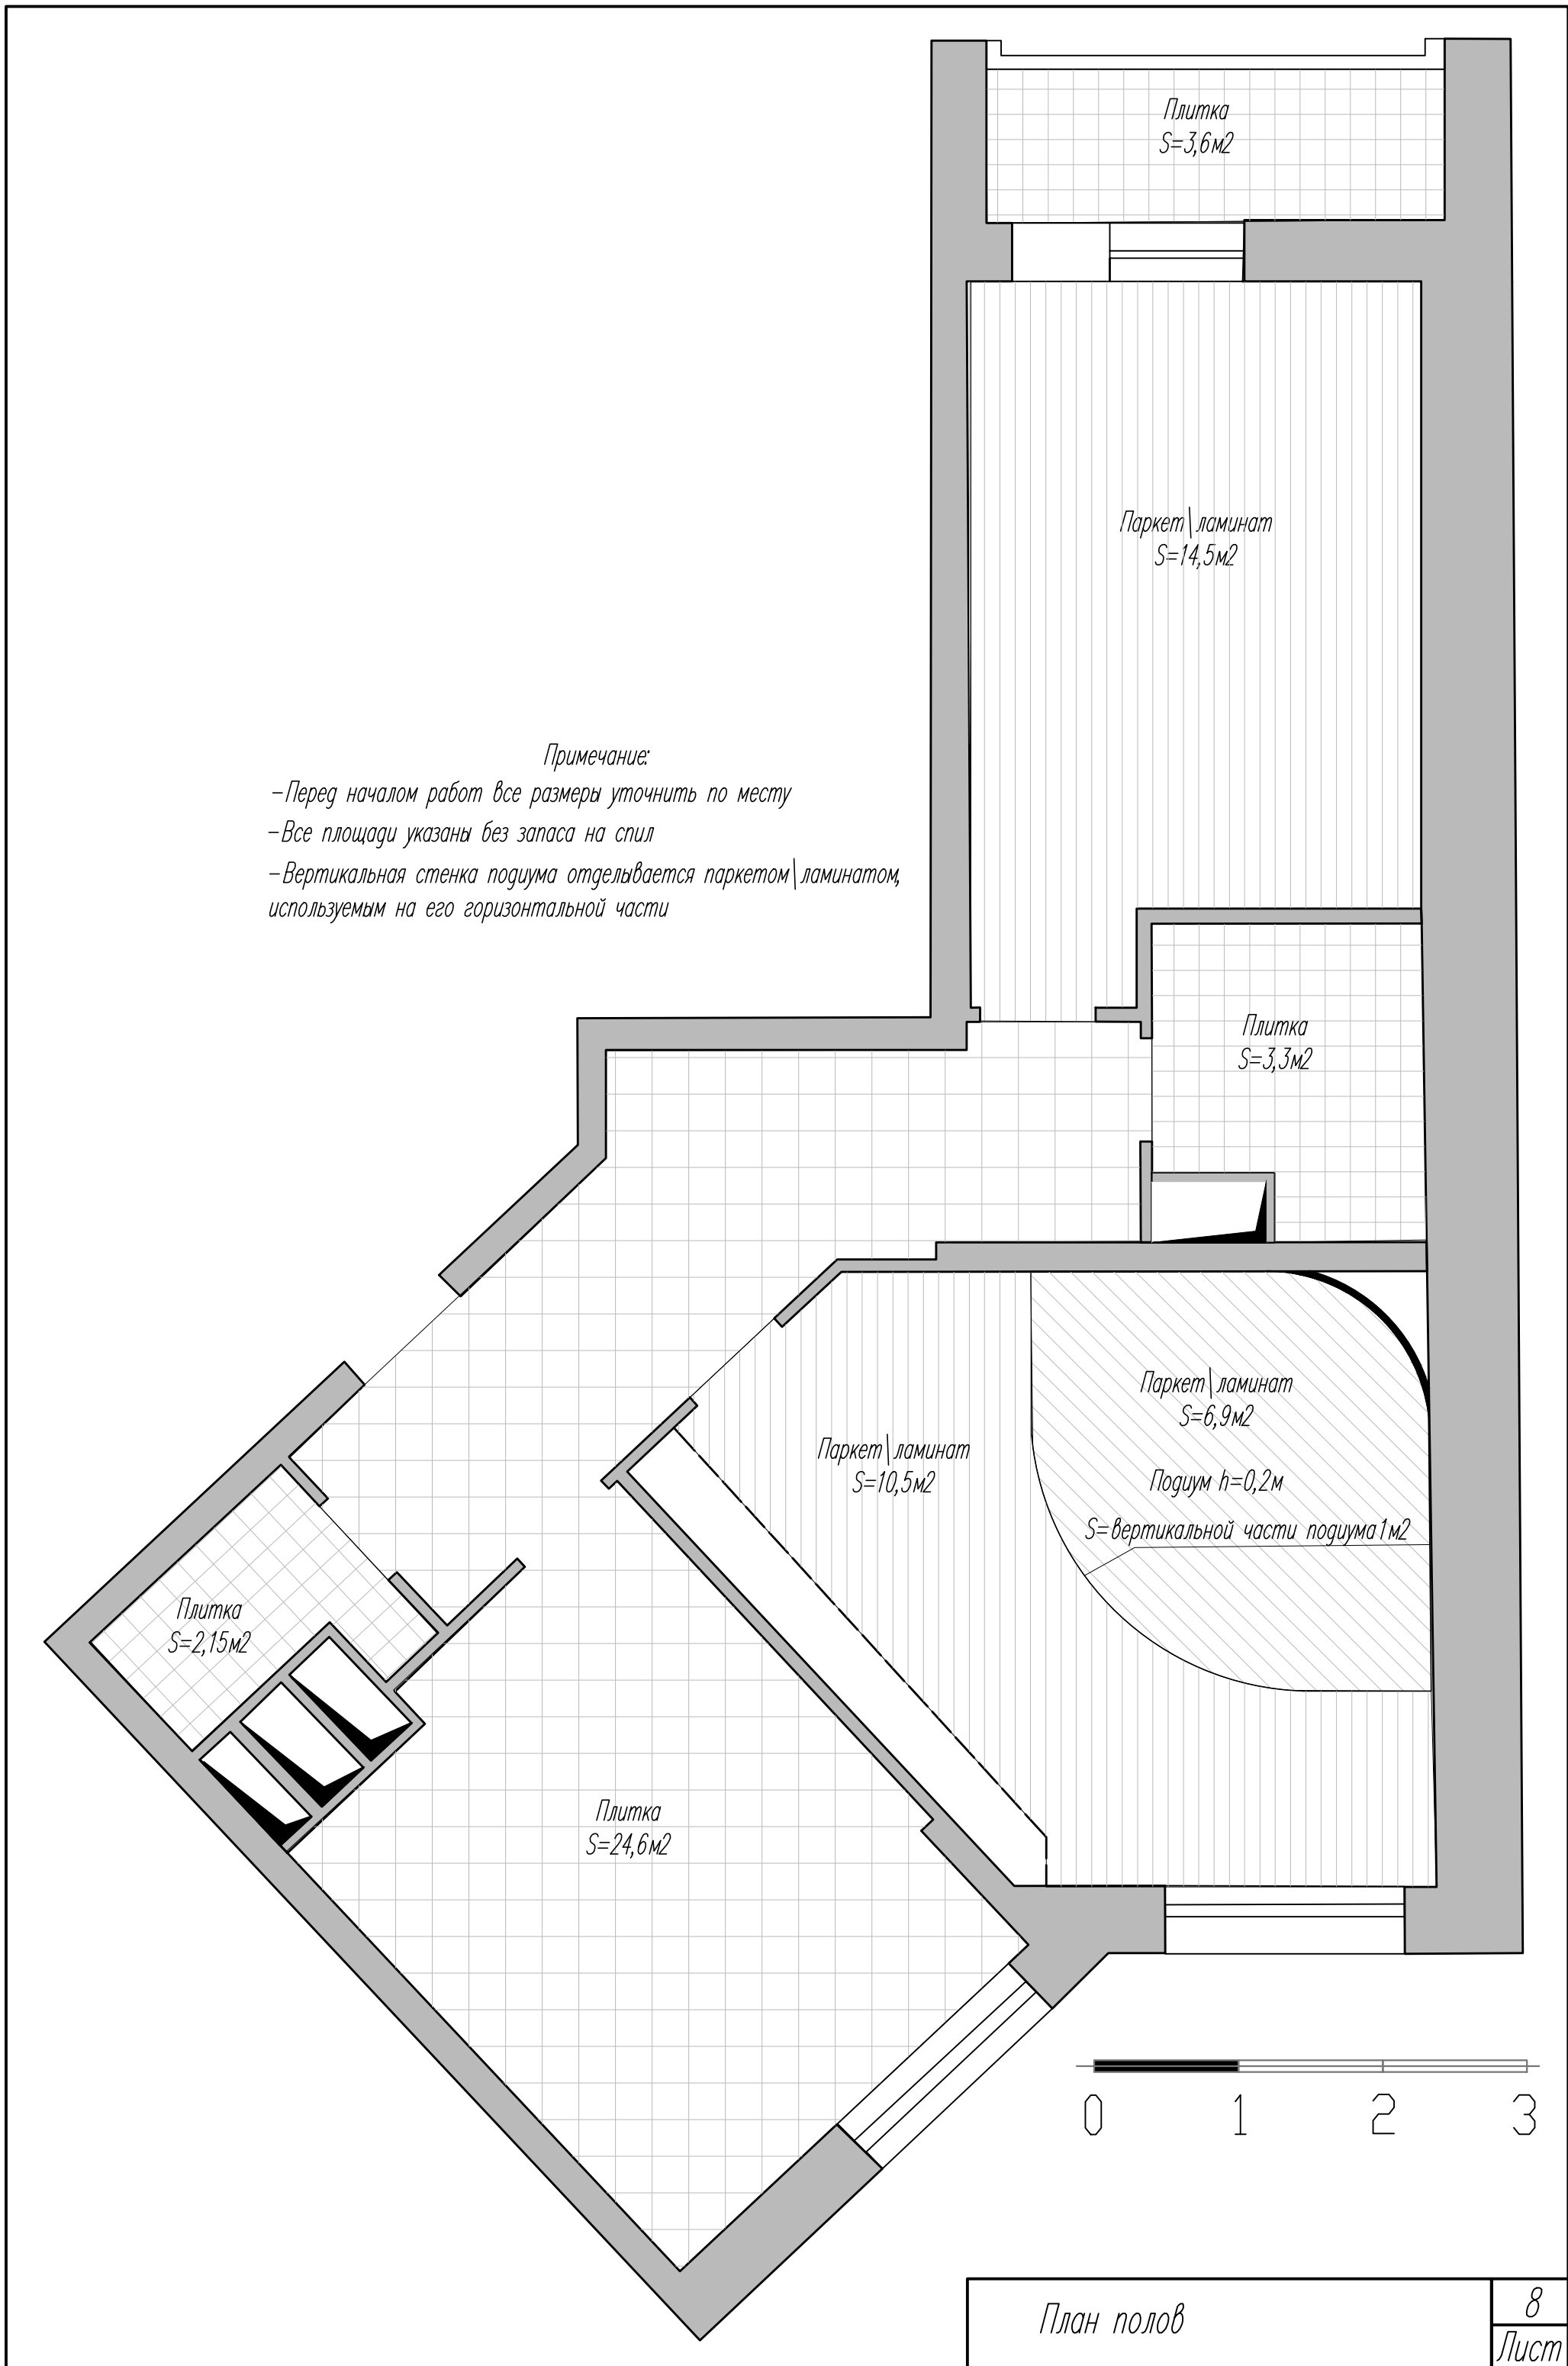 Плитка
S=3,6м2
Паркет\ламинат
S=14,5м2
Примечание:
-Перед началом работ все размеры уточнить по месту
-Все площади указаны без запаса на спил
-Вертикальная стенка подиума отделывается паркетом\ламинатом,
используемым на его горизонтальной части
Плитка
S=3,3м2
Паркет\ламинат
S=6,9м2
Паркет\ламинат
S=10,5м2
Подиум h=0,2м
S=вертикальной части подиума1м2
Плитка
S=2,15м2
Плитка
S=24,6м2
0 1 2 3
План полов
8
Лист